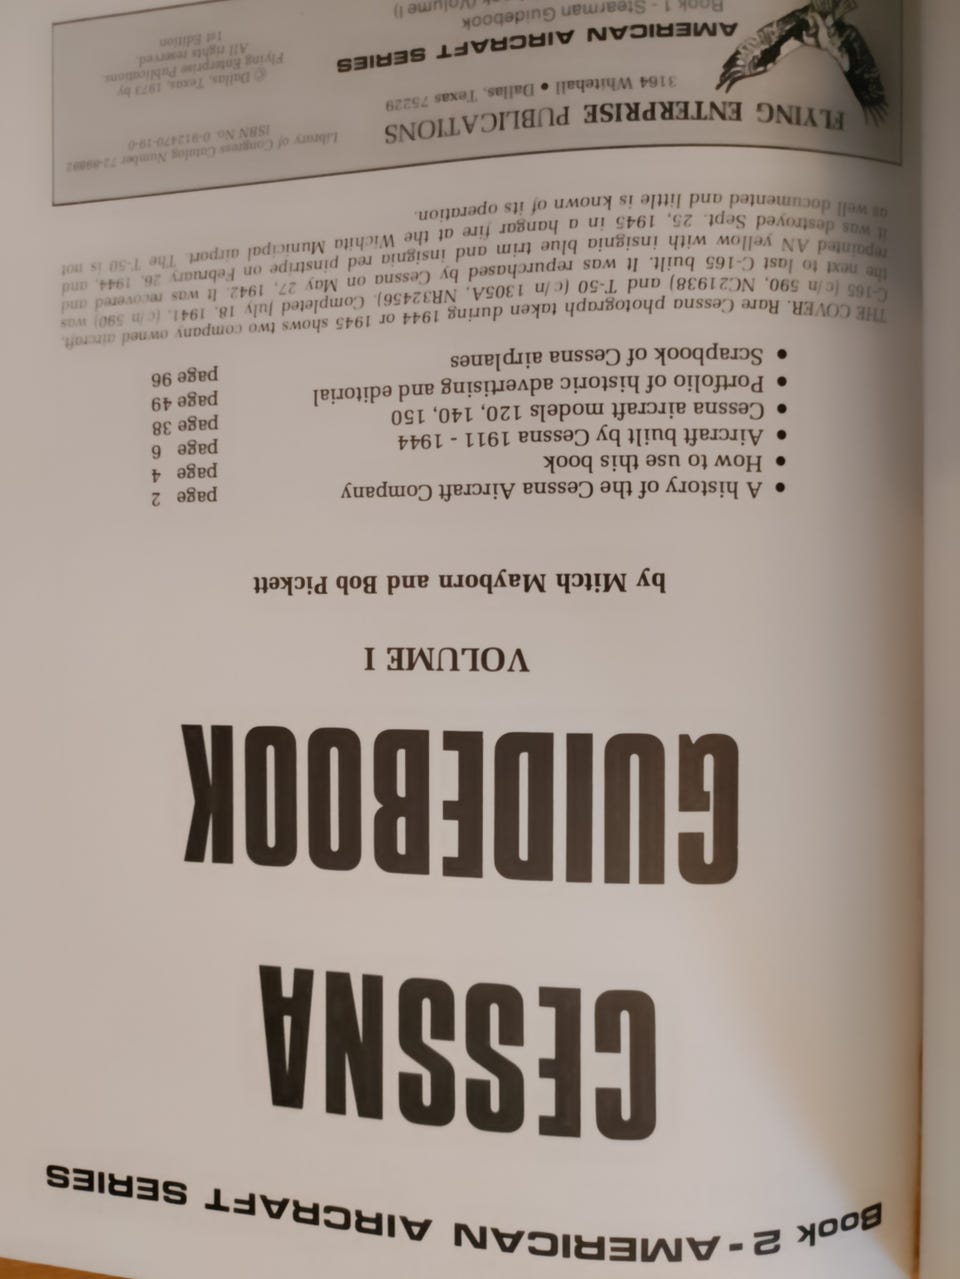 Book 2 - AMERICAN AIRCRAFT SERIES
CESSNA
GUIDEBOOK
VOLUME I
by Mitch Mayborn and Bob Pickett
• A history of the Cessna Aircraft Company page 2
• How to use this book page 4
• Aircraft built by Cessna 1911 - 1944 page 6
• Cessna aircraft models 120, 140, 150 page 38
• Portfolio of historic advertising and editorial page 49
• Scrapbook of Cessna airplanes page 96
THE COVER. Rare Cessna photograph taken during 1944 or 1945 shows two company owned aircraft,
C-165 (c/n 590, NC21938) and T-50 (c/n 1305A, NR32456). Completed July 18, 1941, (c/n 590) was
the next to last C-165 built. It was repurchased by Cessna on May 27, 1942. It was recovered and
repainted AN yellow with insignia blue trim and insignia red pinstripe on February 26, 1944, and
it was destroyed Sept. 25, 1945 in a hangar fire at the Wichita Municipal airport. The T-50 is not
as well documented and little is known of its operation.
FLYING ENTERPRISE PUBLICATIONS
3164 Whitehall • Dallas, Texas 75229
Library of Congress Catalog Number 72-89802
ISBN No. 0-912470-19-0
© Dallas, Texas, 1973 by
Flying Enterprise Publications
All rights reserved.
1st Edition
AMERICAN AIRCRAFT SERIES
Book 1 - Stearman Guidebook
(Volume I)